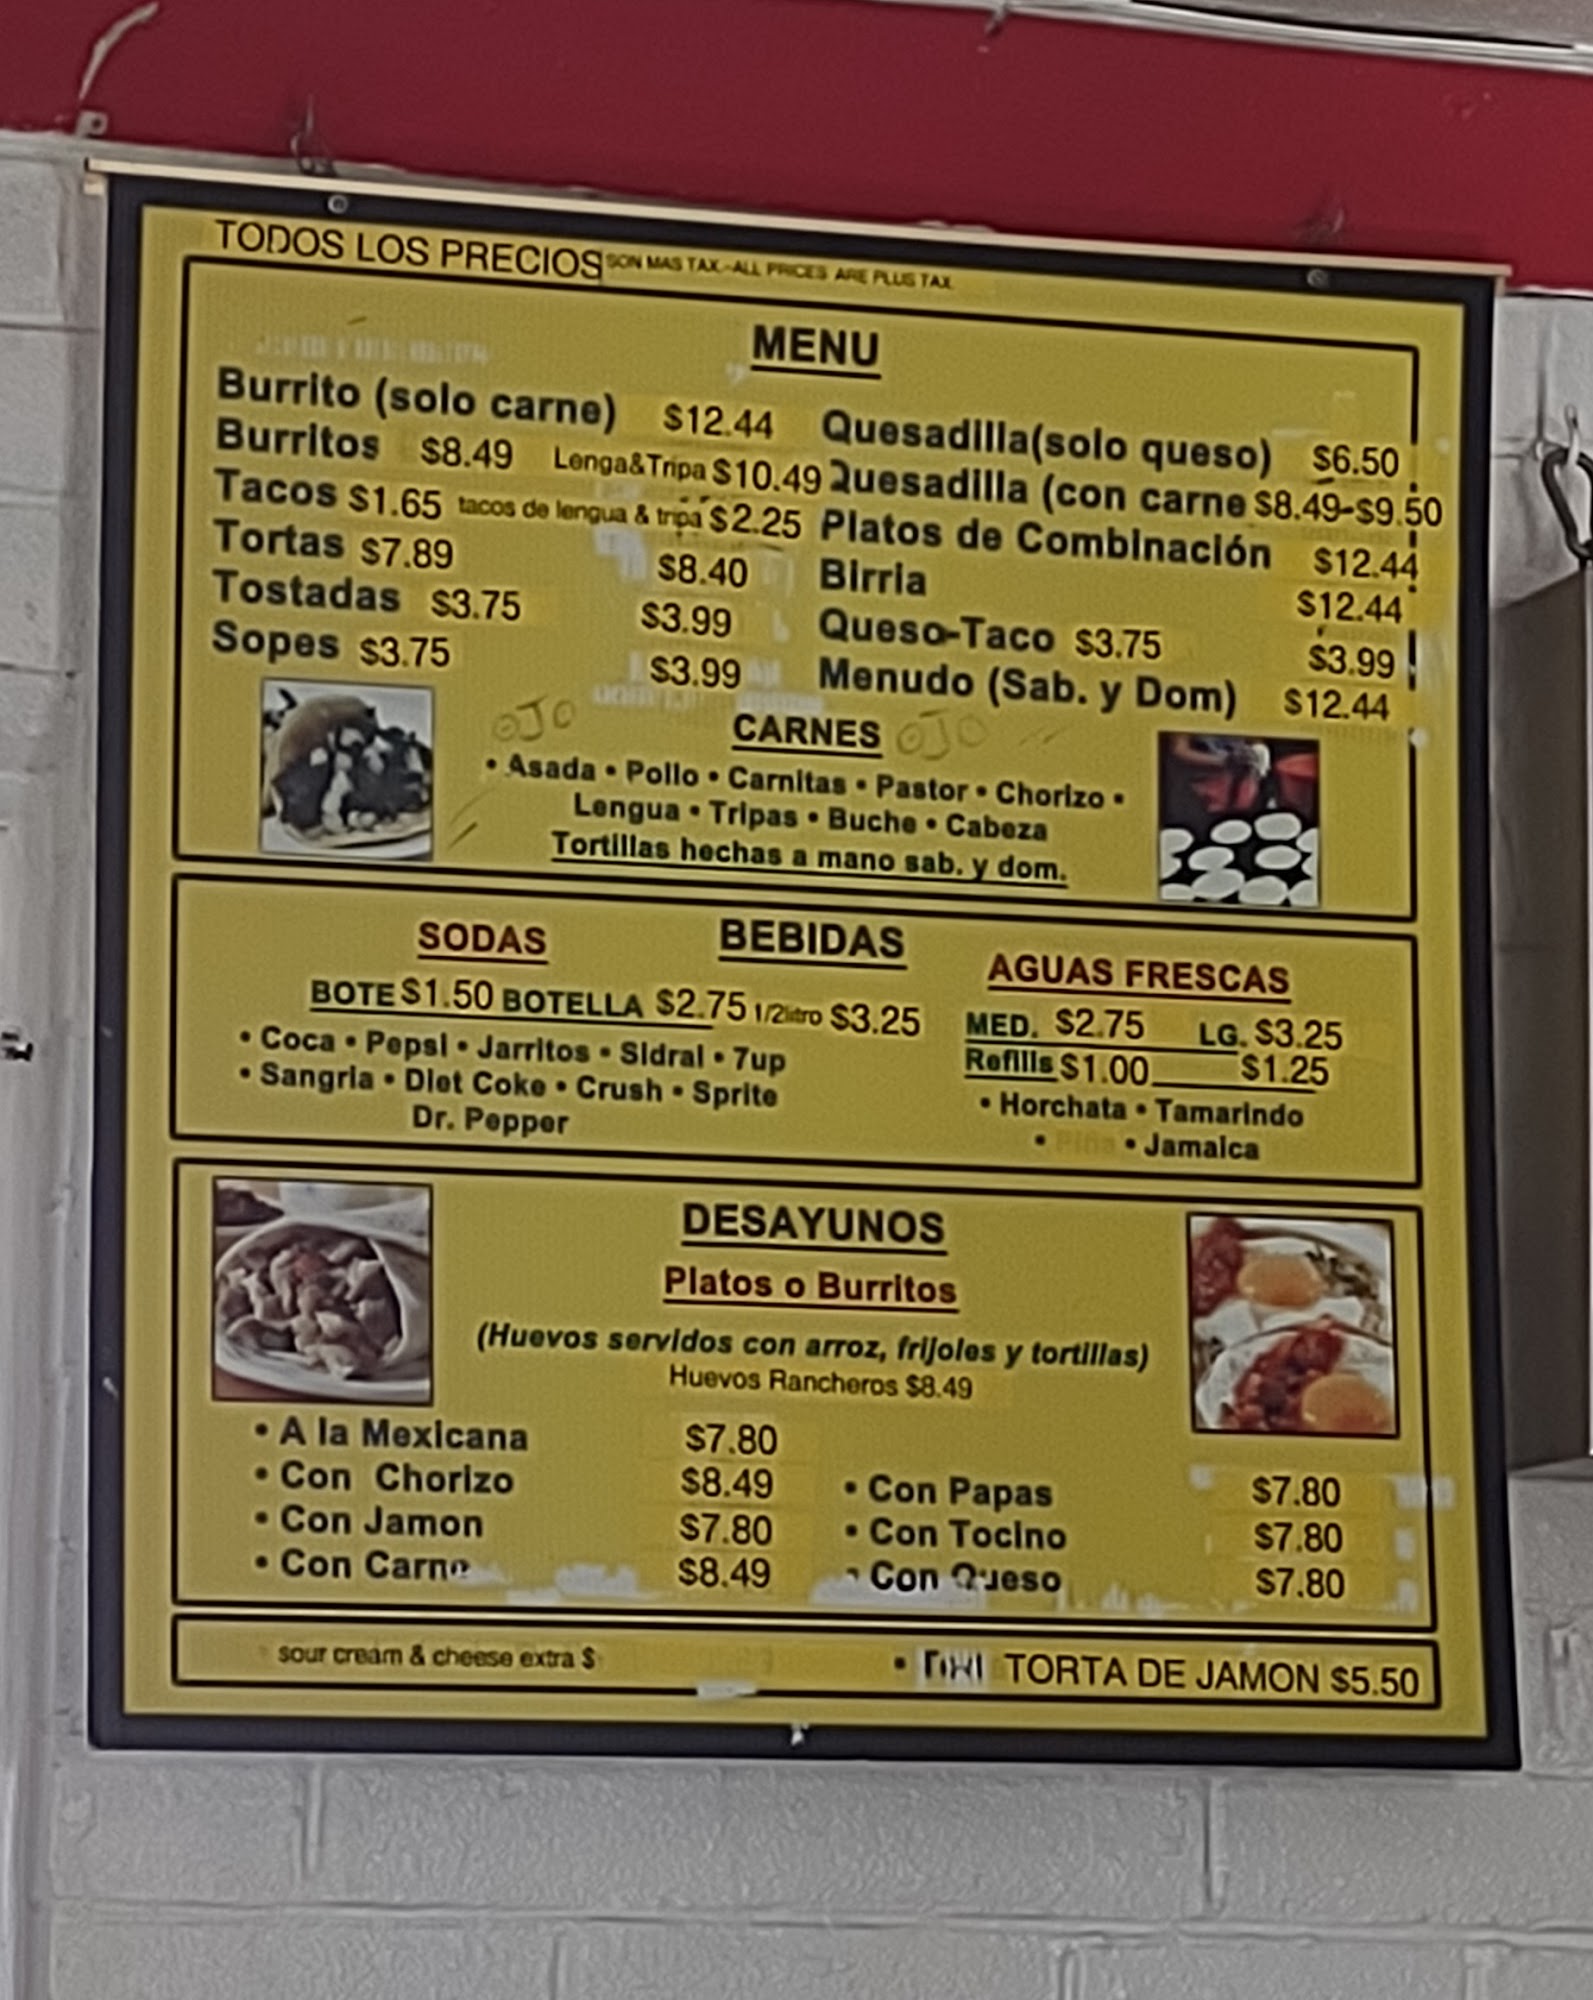 TODOS LOS PRECIOS SON MAS TAX.-ALL PRICES ARE PLUS TAX
MENU
Burrito (solo carne) $12.44
Burritos $8.49 Lenga&Tripa $10.49
Tacos $1.65 tacos de lengua & tripa $2.25
Tortas $7.89 $8.40
Tostadas $3.75 $3.99
Sopes $3.75 $3.99
Quesadilla(solo queso) $6.50
Quesadilla (con carne $8.49-$9.50
Platos de Combinación $12.44
Birria $12.44
Queso-Taco $3.75 $3.99
Menudo (Sab. y Dom) $12.44
OJO CARNES OJO
• Asada • Pollo • Carnitas • Pastor • Chorizo •
Lengua • Tripas • Buche • Cabeza
Tortillas hechas a mano sab. y dom.
BEBIDAS
SODAS
BOTE $1.50 BOTELLA $2.75 1/2litro $3.25
• Coca • Pepsi • Jarritos • Sidral • 7up
• Sangria • Diet Coke • Crush • Sprite
Dr. Pepper
AGUAS FRESCAS
MED. $2.75 LG. $3.25
Refills $1.00 $1.25
• Horchata • Tamarindo
• Piña • Jamaica
DESAYUNOS
Platos o Burritos
(Huevos servidos con arroz, frijoles y tortillas)
Huevos Rancheros $8.49
• A la Mexicana $7.80
• Con Chorizo $8.49
• Con Jamon $7.80
• Con Carne $8.49
• Con Papas $7.80
• Con Tocino $7.80
• Con Queso $7.80
sour cream & cheese extra $
• TORTA DE JAMON $5.50